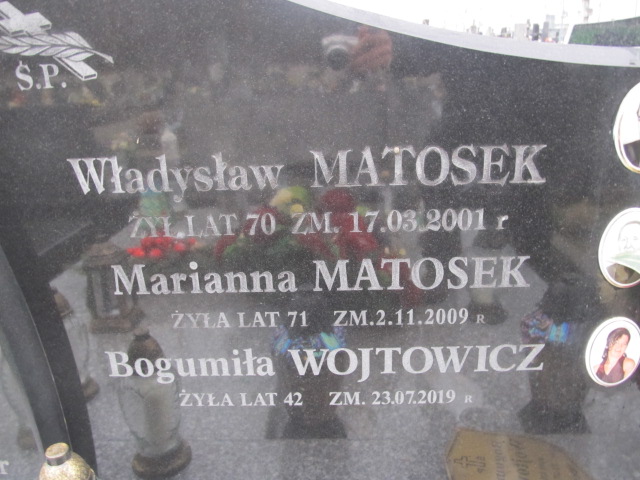 Ś.P.
Władysław MATOSEK
ŻYŁ LAT 70 ZM. 17.03.2001 r
Marianna MATOSEK
ŻYŁA LAT 71 ZM.2.11.2009 R
Bogumiła WOJTOWICZ
ŻYŁA LAT 42 ZM. 23.07.2019 R